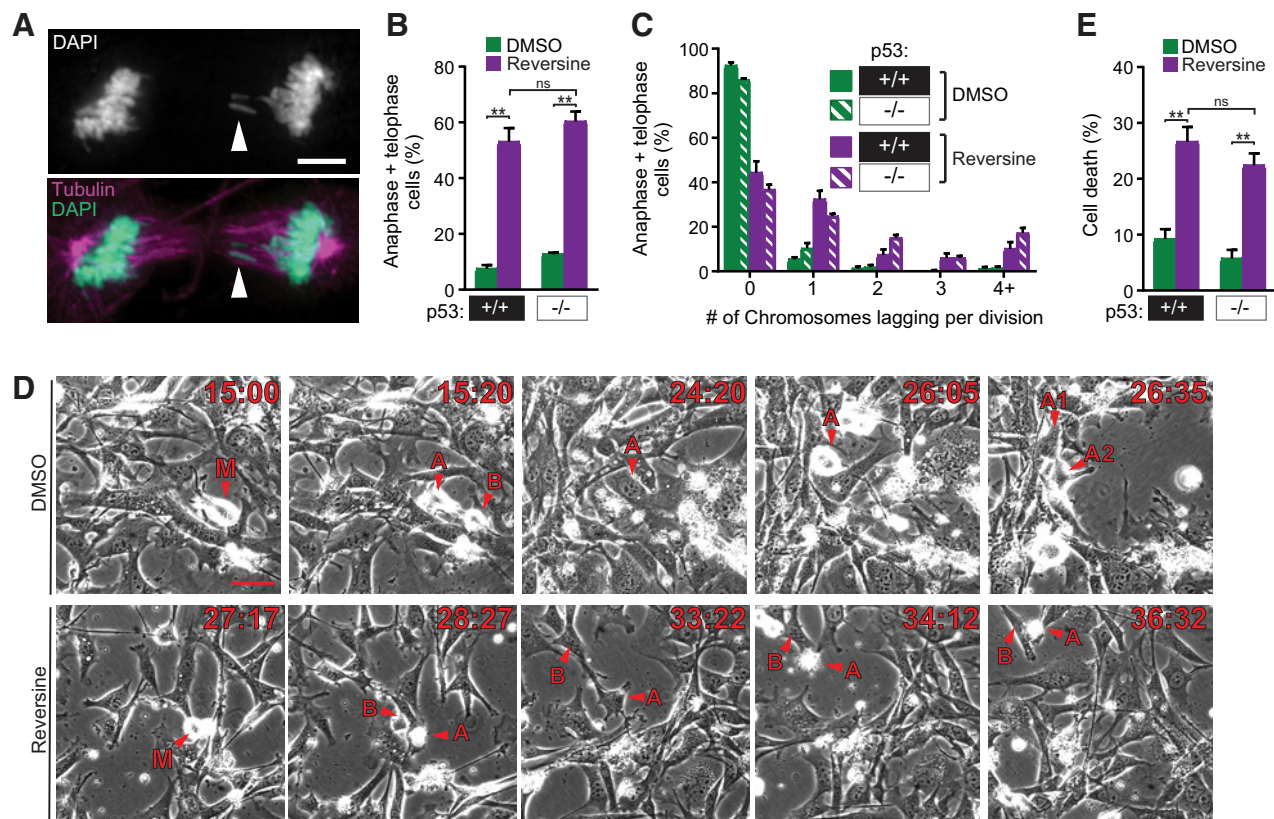 A
DAPI
Tubulin
DAPI
B
DMSO
Reversine
Anaphase + telophase
cells (%)
80
60
40
20
0
ns
**
**
p53:
+/+
-/-
C
Anaphase + telophase
cells (%)
100
80
60
40
20
0
p53:
+/+
-/-
DMSO
+/+
-/-
Reversine
0
1
2
3
4+
# of Chromosomes lagging per division
E
DMSO
Reversine
Cell death (%)
40
30
20
10
0
ns
**
**
p53:
+/+
-/-
D
DMSO
15:00
M
15:20
A
B
24:20
A
26:05
A
26:35
A1
A2
Reversine
27:17
M
28:27
B
A
33:22
B
A
34:12
B
A
36:32
B
A